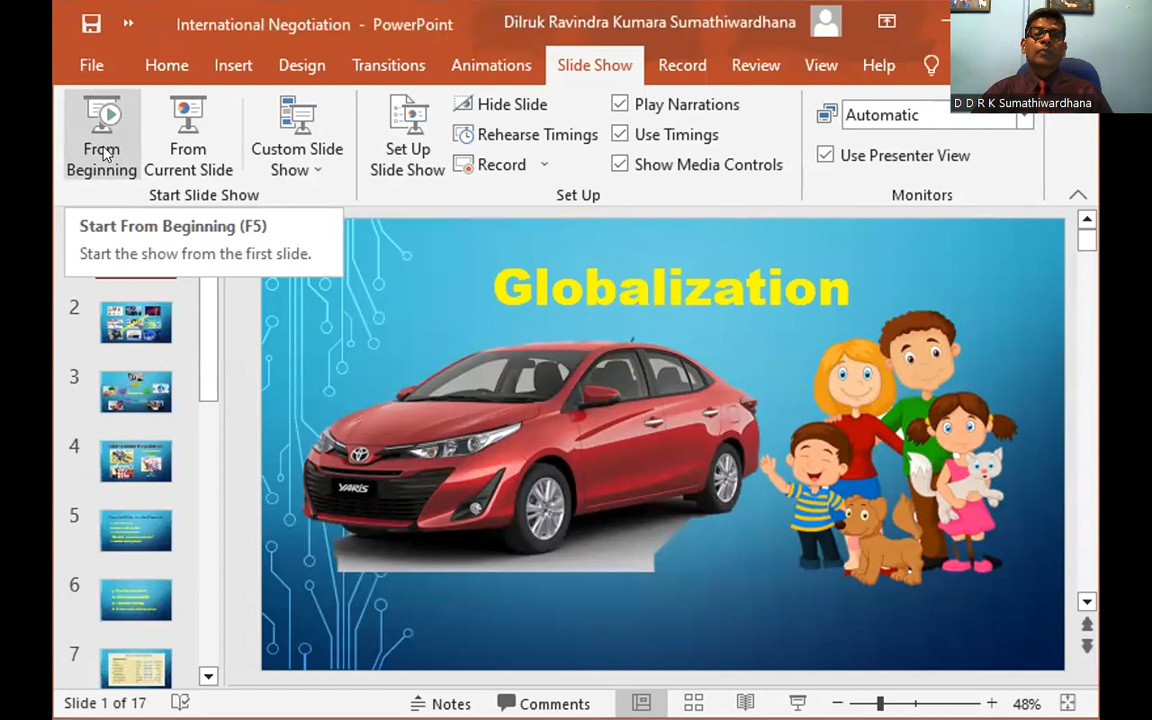 International Negotiation - PowerPoint
Dilruk Ravindra Kumara Sumathiwardhana
File Home Insert Design Transitions Animations Slide Show Record Review View Help
D D R K Sumathiwardhana
From Beginning
From Current Slide
Custom Slide Show
Set Up Slide Show
Hide Slide
Rehearse Timings
Record
Play Narrations
Use Timings
Show Media Controls
Automatic
Use Presenter View
Start Slide Show
Set Up
Monitors
Start From Beginning (F5)
Start the show from the first slide.
2
3
4
5
6
7
Globalization
YARIS
Slide 1 of 17
Notes
Comments
48%